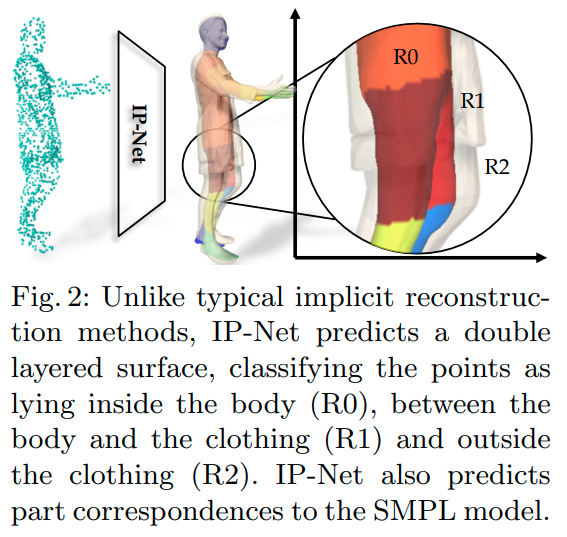 IP-Net
R0
R1
R2
Fig. 2: Unlike typical implicit reconstruc-
tion methods, IP-Net predicts a double
layered surface, classifying the points as
lying inside the body (R0), between the
body and the clothing (R1) and outside
the clothing (R2). IP-Net also predicts
part correspondences to the SMPL model.